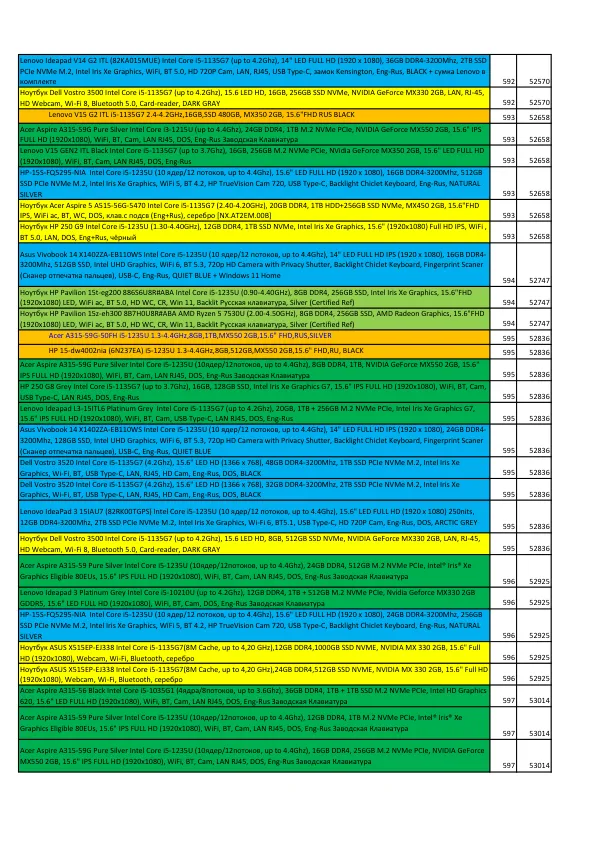 Lenovo Ideapad V14 G2 ITL (82KA015MUE) Intel Core i5-1135G7 (up to 4.2Ghz), 14" LED FULL HD (1920 x 1080), 36GB DDR4-3200Mhz, 2TB SSD
PCIe NVMe M.2, Intel Iris Xe Graphics, WiFi, BT 5.0, HD 720P Cam, LAN, RJ45, USB Type-C, замок Kensington, Eng-Rus, BLACK + сумка Lenovo в
комплекте 592 52570
Ноутбук Dell Vostro 3500 Intel Core i5-1135G7 (up to 4.2Ghz), 15.6 LED HD, 16GB, 256GB SSD NVMe, NVIDIA GeForce MX330 2GB, LAN, RJ-45,
HD Webcam, Wi-Fi 8, Bluetooth 5.0, Card-reader, DARK GRAY 592 52570
Lenovo V15 G2 ITL i5-1135G7 2.4-4.2GHz,16GB,SSD 480GB, MX350 2GB, 15.6"FHD RUS BLACK 593 52658
Acer Aspire A315-59G Pure Silver Intel Core i3-1215U (up to 4.4Ghz), 24GB DDR4, 1TB M.2 NVMe PCIe, NVIDIA GeForce MX550 2GB, 15.6" IPS
FULL HD (1920x1080), WiFi, BT, Cam, LAN RJ45, DOS, Eng-Rus Заводская Клавиатура 593 52658
Lenovo V15 GEN2 ITL Black Intel Core i5-1135G7 (up to 3.7Ghz), 16GB, 256GB M.2 NVMe PCIe, NVidia GeForce MX350 2GB, 15.6" LED FULL HD
(1920x1080), WiFi, BT, Cam, LAN RJ45, DOS, Eng-Rus 593 52658
HP-15S-FQ5295-NIA Intel Core i5-1235U (10 ядер /12 потоков, up to 4.4Ghz), 15.6" LED FULL HD (1920 x 1080), 16GB DDR4-3200Mhz, 512GB
SSD PCIe NVMe M.2, Intel Iris Xe Graphics, WiFi 5, BT 4.2, HP TrueVision Cam 720, USB Type-C, Backlight Chiclet Keyboard, Eng-Rus, NATURAL
SILVER 593 52658
Ноутбук Acer Aspire 5 A515-56G-5470 Intel Core i5-1135G7 (2.40-4.20GHz), 20GB DDR4, 1TB HDD+256GB SSD NVMe, MX450 2GB, 15.6"FHD
IPS, WiFi ac, BT, WC, DOS, клав.с подсв (Eng+Rus), серебро [NX.AT2EM.00B] 593 52658
Ноутбук HP 250 G9 Intel Core i5-1235U (1.30-4.40GHz), 12GB DDR4, 1TB SSD NVMe, Intel Iris Xe Graphics, 15.6" (1920x1080) Full HD IPS, WiFi ,
BT 5.0, LAN, DOS, Eng+Rus, чёрный 593 52658
Asus Vivobook 14 X1402ZA-EB110WS Intel Core i5-1235U (10 ядер/12 потоков, up to 4.4Ghz), 14" LED FULL HD IPS (1920 x 1080), 16GB DDR4-
3200Mhz, 512GB SSD, Intel UHD Graphics, WiFi 6, BT 5.3, 720p HD Camera with Privacy Shutter, Backlight Chiclet Keyboard, Fingerprint Scaner
(Сканер отпечатка пальцев), USB-C, Eng-Rus, QUIET BLUE + Windows 11 Home 594 52747
Ноутбук HP Pavilion 15t-eg200 886S6U8R#ABA Intel Core i5-1235U (0.90-4.40GHz), 8GB DDR4, 256GB SSD, Intel Iris Xe Graphics, 15.6"FHD
(1920x1080) LED, WiFi ac, BT 5.0, HD WC, CR, Win 11, Backlit Русская клавиатура, Silver (Certified Ref) 594 52747
Ноутбук HP Pavilion 15z-eh300 8B7H0U8R#ABA AMD Ryzen 5 7530U (2.00-4.50GHz), 8GB DDR4, 256GB SSD, AMD Radeon Graphics, 15.6"FHD
(1920x1080) LED, WiFi ac, BT 5.0, HD WC, CR, Win 11, Backlit Русская клавиатура, Silver (Certified Ref) 594 52747
Acer A315-59G-50FH i5-1235U 1.3-4.4GHz,8GB,1TB,MX550 2GB,15.6" FHD,RUS,SILVER 595 52836
HP 15-dw4002nia (6N237EA) i5-1235U 1.3-4.4GHz,8GB,512GB,MX550 2GB,15.6"FHD,RU, BLACK 595 52836
Acer Aspire A315-59G Pure Silver Intel Core i5-1235U (10ядер/12потоков, up to 4.4Ghz), 8GB DDR4, 1TB M.2 NVMe PCIe, NVIDIA GeForce MX550 2GB, 15.6"
IPS FULL HD (1920x1080), WiFi, BT, Cam, LAN RJ45, DOS, Eng-Rus Заводская Клавиатура 595 52836
HP 250 G8 Grey Intel Core i5-1135G7 (up to 3.7Ghz), 16GB, 128GB SSD, Intel Iris Xe Graphics G7, 15.6" IPS FULL HD (1920x1080), WiFi, BT, Cam,
USB Type-C, LAN RJ45, DOS, Eng-Rus 595 52836
Lenovo Ideapad L3-15ITL6 Platinum Grey Intel Core i5-1135G7 (up to 4.2Ghz), 20GB, 1TB + 256GB M.2 NVMe PCIe, Intel Iris Xe Graphics G7,
15.6" IPS FULL HD (1920x1080), WiFi, BT, Cam, USB Type-C, LAN RJ45, DOS, Eng-Rus 595 52836
Asus Vivobook 14 X1402ZA-EB110WS Intel Core i5-1235U (10 ядер/12 потоков, up to 4.4Ghz), 14" LED FULL HD IPS (1920 x 1080), 24GB DDR4-
3200Mhz, 128GB SSD, Intel UHD Graphics, WiFi 6, BT 5.3, 720p HD Camera with Privacy Shutter, Backlight Chiclet Keyboard, Fingerprint Scaner
(Сканер отпечатка пальцев), USB-C, Eng-Rus, QUIET BLUE 595 52836
Dell Vostro 3520 Intel Core i5-1135G7 (4.2Ghz), 15.6" LED HD (1366 x 768), 48GB DDR4-3200Mhz, 1TB SSD PCIe NVMe M.2, Intel Iris Xe
Graphics, Wi-Fi, BT, USB Type-C, LAN, RJ45, HD Cam, Eng-Rus, DOS, BLACK 595 52836
Dell Vostro 3520 Intel Core i5-1135G7 (4.2Ghz), 15.6" LED HD (1366 x 768), 32GB DDR4-3200Mhz, 2TB SSD PCIe NVMe M.2, Intel Iris Xe
Graphics, Wi-Fi, BT, USB Type-C, LAN, RJ45, HD Cam, Eng-Rus, DOS, BLACK 595 52836
Lenovo IdeaPad 3 15IAU7 (82RK00TGPS) Intel Core i5-1235U (10 ядер /12 потоков, up to 4.4Ghz), 15.6" LED FULL HD (1920 x 1080) 250nits,
12GB DDR4-3200Mhz, 2TB SSD PCIe NVMe M.2, Intel Iris Xe Graphics, Wi-Fi 6, BT5.1, USB Type-C, HD 720P Cam, Eng-Rus, DOS, ARCTIC GREY 595 52836
Ноутбук Dell Vostro 3500 Intel Core i5-1135G7 (up to 4.2Ghz), 15.6 LED HD, 8GB, 512GB SSD NVMe, NVIDIA GeForce MX330 2GB, LAN, RJ-45,
HD Webcam, Wi-Fi 8, Bluetooth 5.0, Card-reader, DARK GRAY 595 52836
Acer Aspire A315-59 Pure Silver Intel Core i5-1235U (10ядер/12потоков, up to 4.4Ghz), 24GB DDR4, 512GB M.2 NVMe PCIe, Intel® Iris® Xe
Graphics Eligible 80EUs, 15.6" IPS FULL HD (1920x1080), WiFi, BT, Cam, LAN RJ45, DOS, Eng-Rus Заводская Клавиатура 596 52925
Lenovo Ideapad 3 Platinum Grey Intel Core i5-10210U (up to 4.2Ghz), 12GB DDR4, 1TB + 512GB M.2 NVMe PCIe, Nvidia GeForce MX330 2GB
GDDR5, 15.6" LED FULL HD (1920x1080), WiFi, BT, Cam, DOS, Eng-Rus Заводская Клавиатура 596 52925
HP-15S-FQ5295-NIA Intel Core i5-1235U (10 ядер /12 потоков, up to 4.4Ghz), 15.6" LED FULL HD (1920 x 1080), 24GB DDR4-3200Mhz, 256GB
SSD PCIe NVMe M.2, Intel Iris Xe Graphics, WiFi 5, BT 4.2, HP TrueVision Cam 720, USB Type-C, Backlight Chiclet Keyboard, Eng-Rus, NATURAL
SILVER 596 52925
Ноутбук ASUS X515EP-EJ338 Intel Core i5-1135G7(8M Cache, up to 4,20 GHz),12GB DDR4,1000GB SSD NVME, NVIDIA MX 330 2GB, 15.6" Full
HD (1920x1080), Webcam, Wi-Fi, Bluetooth, серебро 596 52925
Ноутбук ASUS X515EP-EJ338 Intel Core i5-1135G7(8M Cache, up to 4,20 GHz),24GB DDR4,512GB SSD NVME, NVIDIA MX 330 2GB, 15.6" Full HD
(1920x1080), Webcam, Wi-Fi, Bluetooth, серебро 596 52925
Acer Aspire A315-56 Black Intel Core i5-1035G1 (4ядра/8потоков, up to 3.6Ghz), 36GB DDR4, 1TB + 1TB SSD M.2 NVMe PCIe, Intel HD Graphics
620, 15.6" LED FULL HD (1920x1080), WiFi, BT, Cam, LAN RJ45, DOS, Eng-Rus Заводская Клавиатура 597 53014
Acer Aspire A315-59 Pure Silver Intel Core i5-1235U (10ядер/12потоков, up to 4.4Ghz), 12GB DDR4, 1TB M.2 NVMe PCIe, Intel® Iris® Xe
Graphics Eligible 80EUs, 15.6" IPS FULL HD (1920x1080), WiFi, BT, Cam, LAN RJ45, DOS, Eng-Rus Заводская Клавиатура 597 53014
Acer Aspire A315-59G Pure Silver Intel Core i5-1235U (10ядер/12потоков, up to 4.4Ghz), 16GB DDR4, 256GB M.2 NVMe PCIe, NVIDIA GeForce
MX550 2GB, 15.6" IPS FULL HD (1920x1080), WiFi, BT, Cam, LAN RJ45, DOS, Eng-Rus Заводская Клавиатура 597 53014